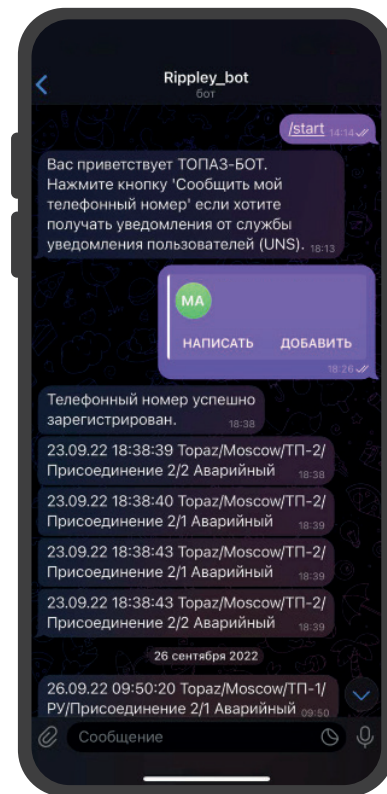 Rippley_bot
бот
/start 14:14
Вас приветствует ТОПАЗ-БОТ.
Нажмите кнопку 'Сообщить мой
телефонный номер' если хотите
получать уведомления от службы
уведомления пользователей (UNS). 18:13
МА
НАПИСАТЬ ДОБАВИТЬ
18:26
Телефонный номер успешно
зарегистрирован. 18:38
23.09.22 18:38:39 Topaz/Moscow/ТП-2/
Присоединение 2/2 Аварийный 18:38
23.09.22 18:38:40 Topaz/Moscow/ТП-2/
Присоединение 2/1 Аварийный 18:39
23.09.22 18:38:43 Topaz/Moscow/ТП-2/
Присоединение 2/1 Аварийный 18:39
23.09.22 18:38:43 Topaz/Moscow/ТП-2/
Присоединение 2/2 Аварийный 18:39
26 сентября 2022
26.09.22 09:50:20 Topaz/Moscow/ТП-1/
РУ/Присоединение 2/1 Аварийный 09:50
Сообщение